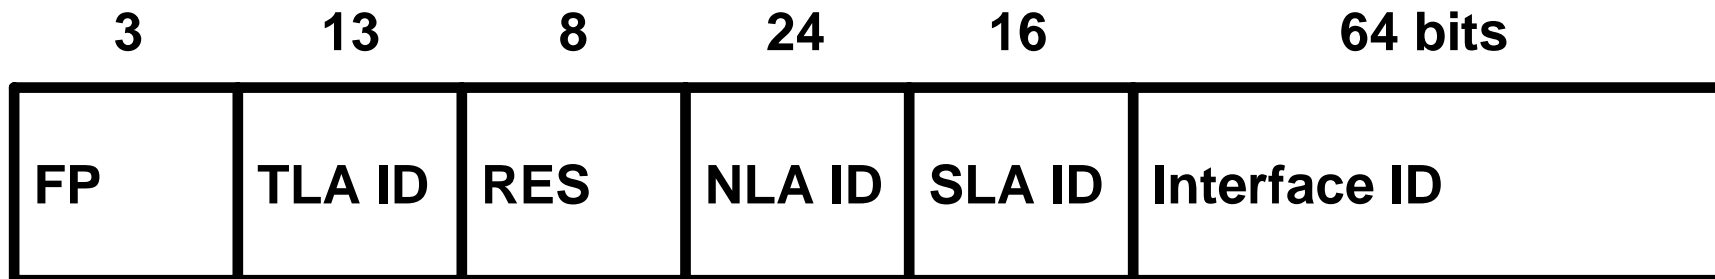 3 13 8 24 16 64 bits
FP TLA ID RES NLA ID SLA ID Interface ID